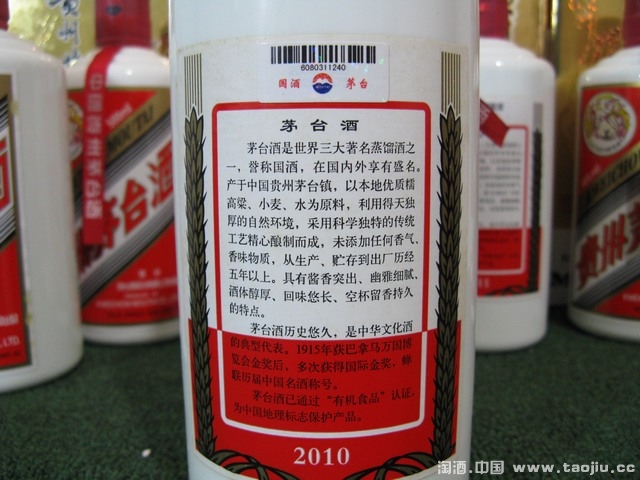 6080311240
国酒 茅台
茅台酒
茅台酒是世界三大著名蒸馏酒之
一，誉称国酒，在国内外享有盛名。
产于中国贵州茅台镇，以本地优质糯
高粱、小麦、水为原料，利用得天独
厚的自然环境，采用科学独特的传统
工艺精心酿制而成，未添加任何香气、
香味物质，从生产、贮存到出厂历经
五年以上。具有酱香突出、幽雅细腻、
酒体醇厚、回味悠长、空杯留香持久
的特点。
茅台酒历史悠久，是中华文化酒
的典型代表。1915年获巴拿马万国博
览会金奖后、多次获得国际金奖，蝉
联历届中国名酒称号。
茅台酒已通过“有机食品”认证，
为中国地理标志保护产品。
2010
茅台酒
贵州
淘酒.中国 www.taojiu.cc